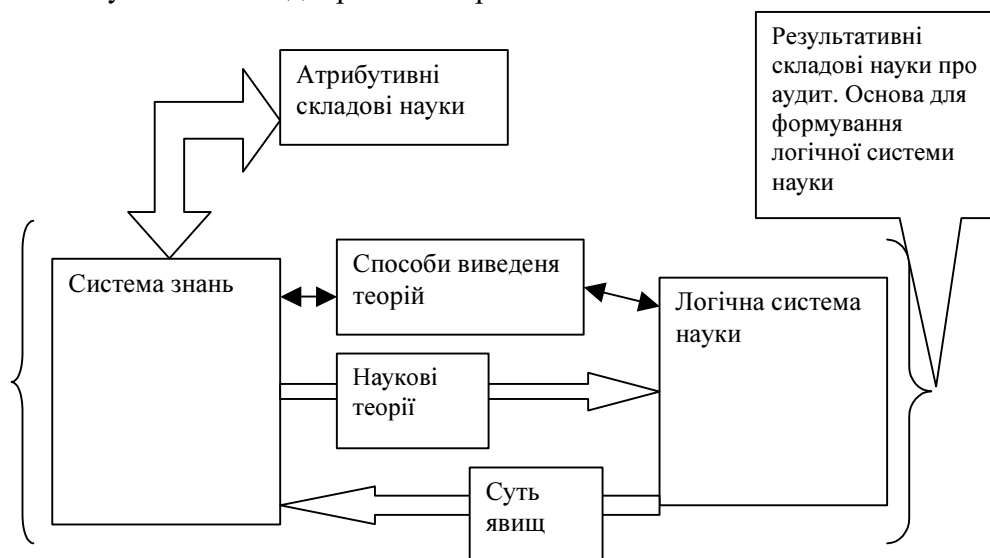 Результативні
складові науки про
аудит. Основа для
формування
логічної системи
науки
Атрибутивні
складові науки
Система знань
Способи виведеня
теорій
Логічна система
науки
Наукові
теорії
Суть
явищ